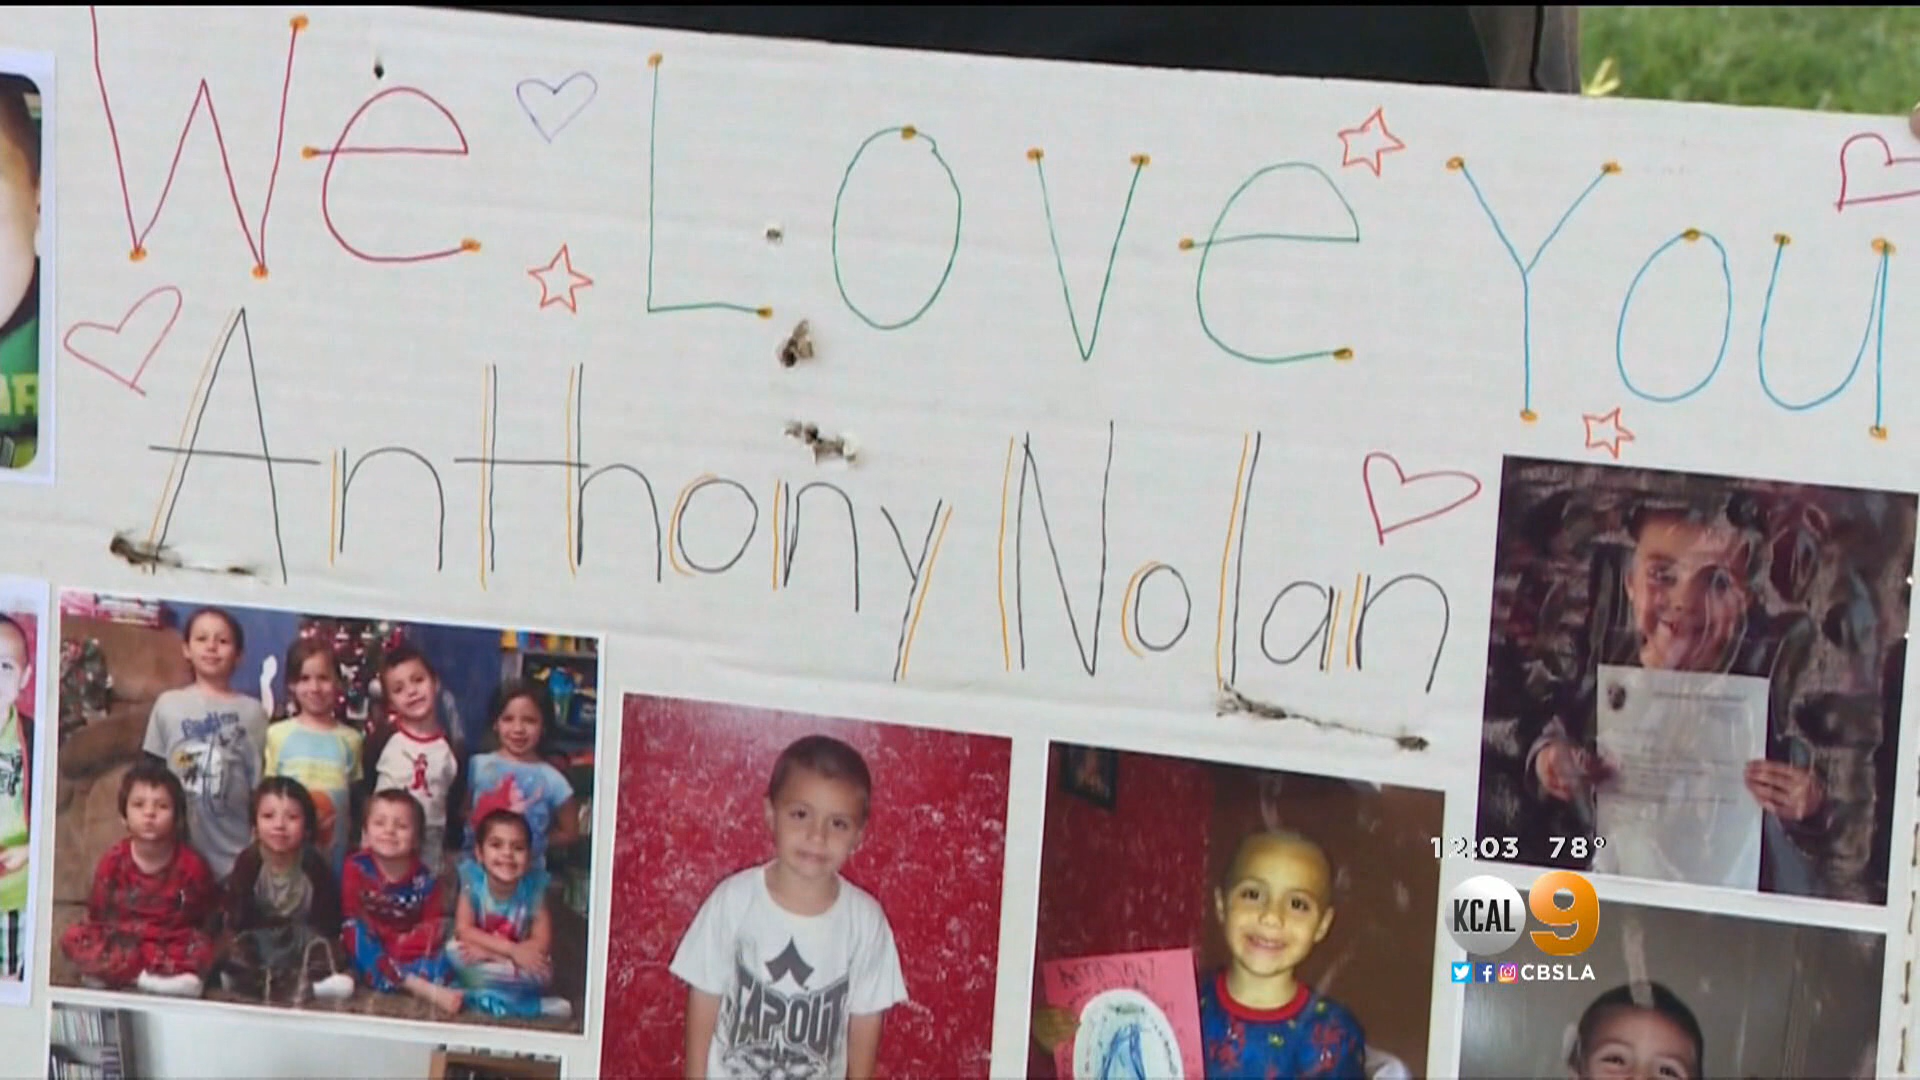 We Love You
Anthony Nolan
TAPOUT
12:03 78°
KCAL 9
CBSLA